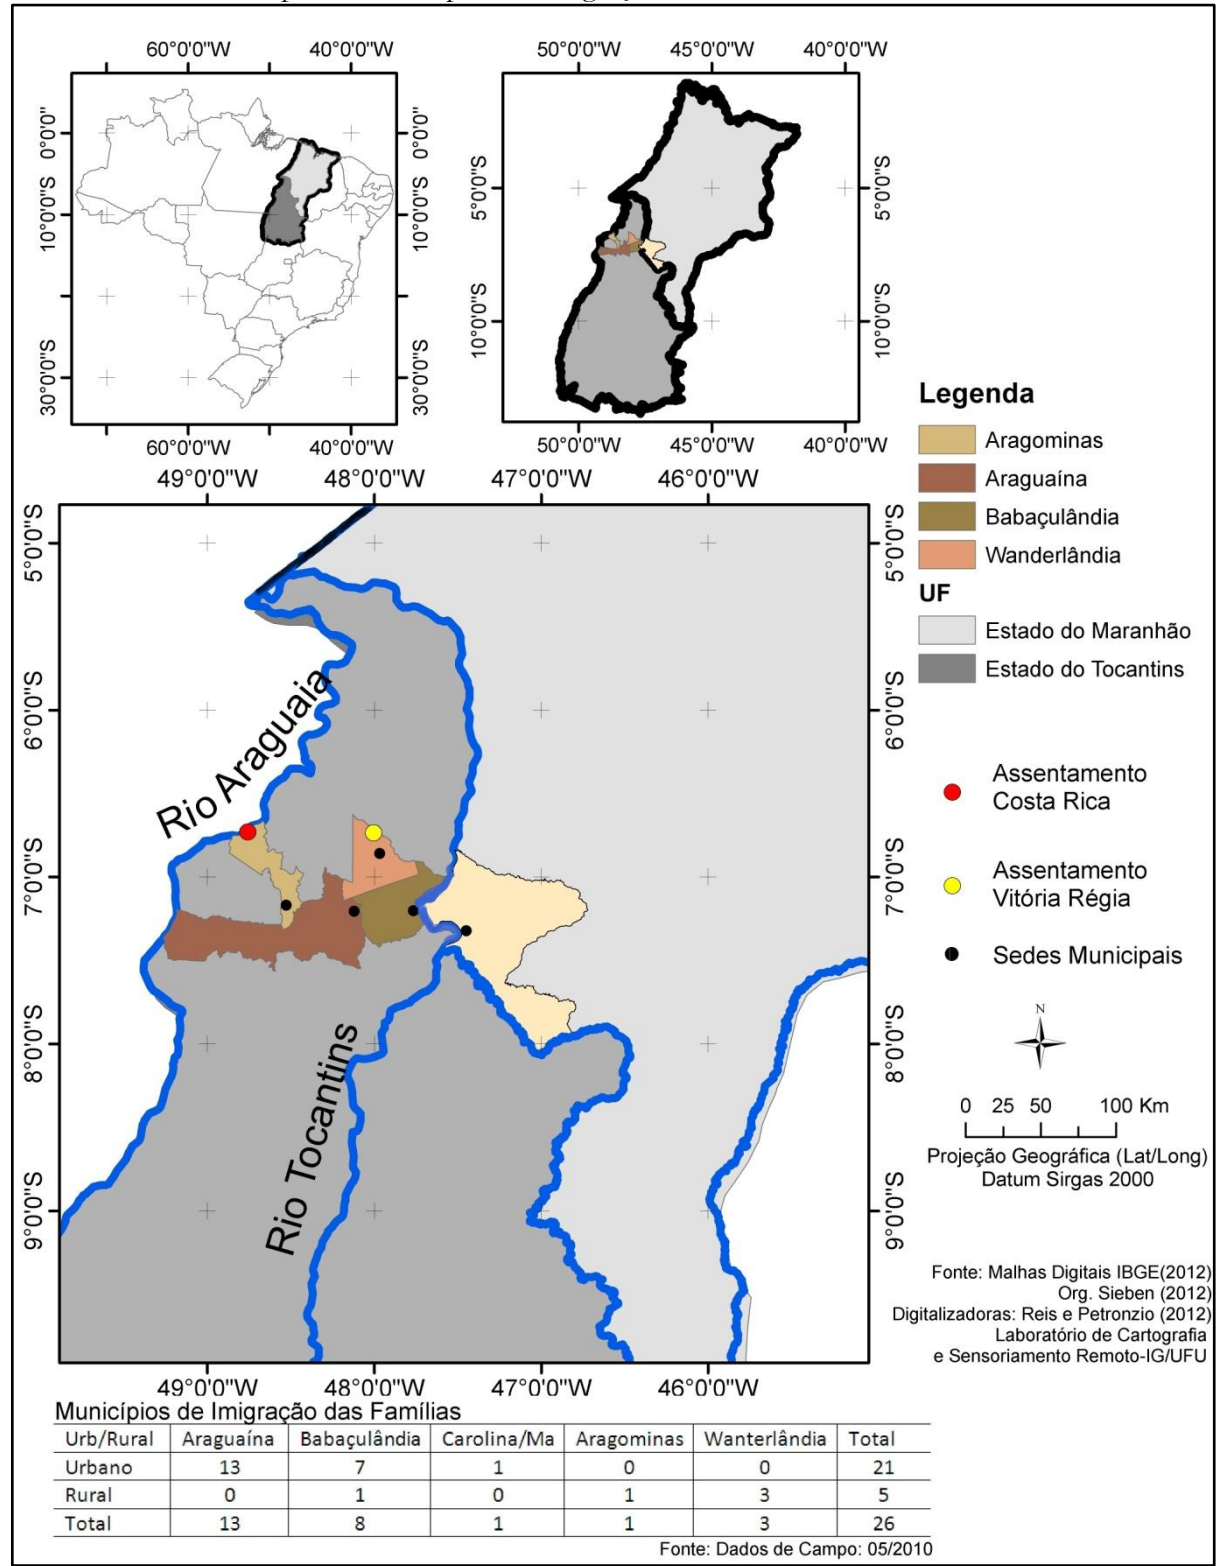 60°0'0"W 40°0'0"W
50°0'0"W 45°0'0"W 40°0'0"W
0°0'0" 0°0'0"
10°0'0"S 10°0'0"S
30°0'0"S 30°0'0"S
5°0'0"S 5°0'0"S
10°0'0"S 10°0'0"S
60°0'0"W 40°0'0"W
50°0'0"W 45°0'0"W 40°0'0"W
Legenda
Aragominas
Araguaína
Babaçulândia
Wanderlândia
UF
Estado do Maranhão
Estado do Tocantins
Assentamento
Costa Rica
Assentamento
Vitória Régia
Sedes Municipais
N
0 25 50 100 Km
Projeção Geográfica (Lat/Long)
Datum Sirgas 2000
Fonte: Malhas Digitais IBGE(2012)
Org. Sieben (2012)
Digitalizadoras: Reis e Petronzio (2012)
Laboratório de Cartografia
e Sensoriamento Remoto-IG/UFU
49°0'0"W 48°0'0"W 47°0'0"W 46°0'0"W
5°0'0"S 5°0'0"S
6°0'0"S 6°0'0"S
7°0'0"S 7°0'0"S
8°0'0"S 8°0'0"S
9°0'0"S 9°0'0"S
Rio Araguaia
Rio Tocantins
49°0'0"W 48°0'0"W 47°0'0"W 46°0'0"W
Municípios de Imigração das Famílias
Urb/Rural Araguaína Babaçulândia Carolina/Ma Aragominas Wanterlândia Total
Urbano 13 7 1 0 0 21
Rural 0 1 0 1 3 5
Total 13 8 1 1 3 26
Fonte: Dados de Campo: 05/2010